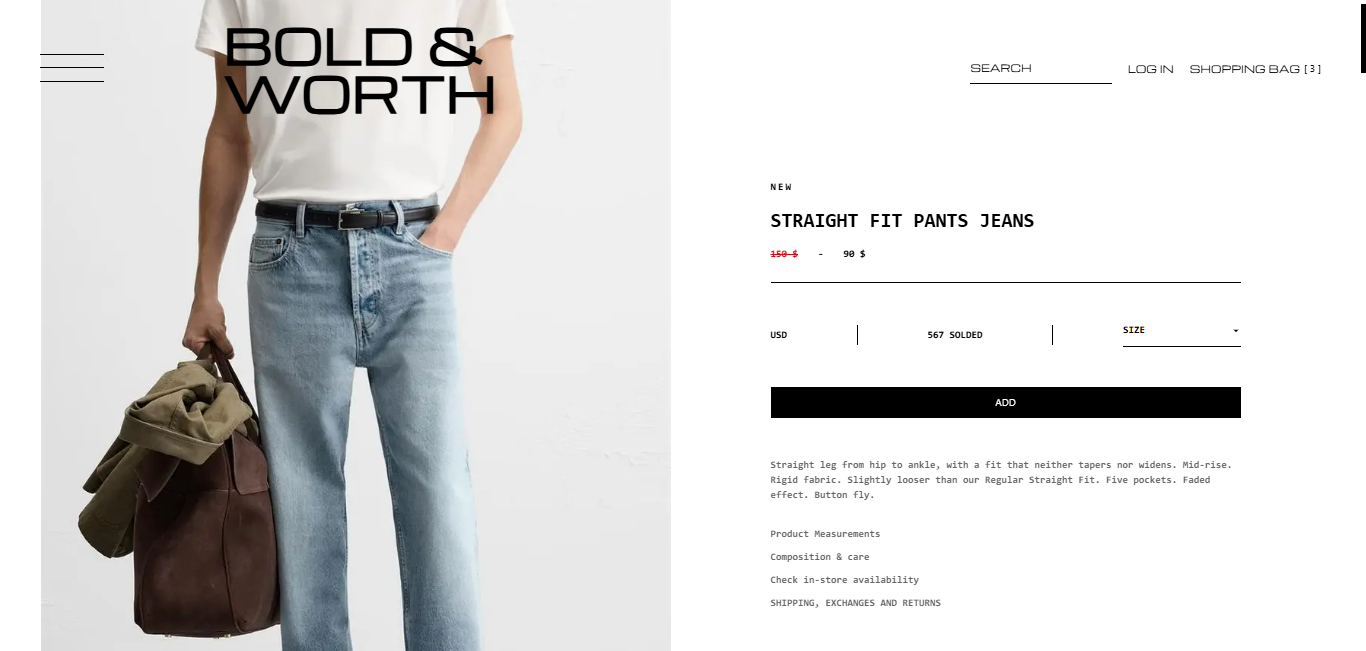 BOLD &
WORTH
SEARCH
LOG IN
SHOPPING BAG [3]
NEW
STRAIGHT FIT PANTS JEANS
150 $ - 90 $
USD
567 SOLDED
SIZE
ADD
Straight leg from hip to ankle, with a fit that neither tapers nor widens. Mid-rise.
Rigid fabric. Slightly looser than our Regular Straight Fit. Five pockets. Faded
effect. Button fly.
Product Measurements
Composition & care
Check in-store availability
SHIPPING, EXCHANGES AND RETURNS